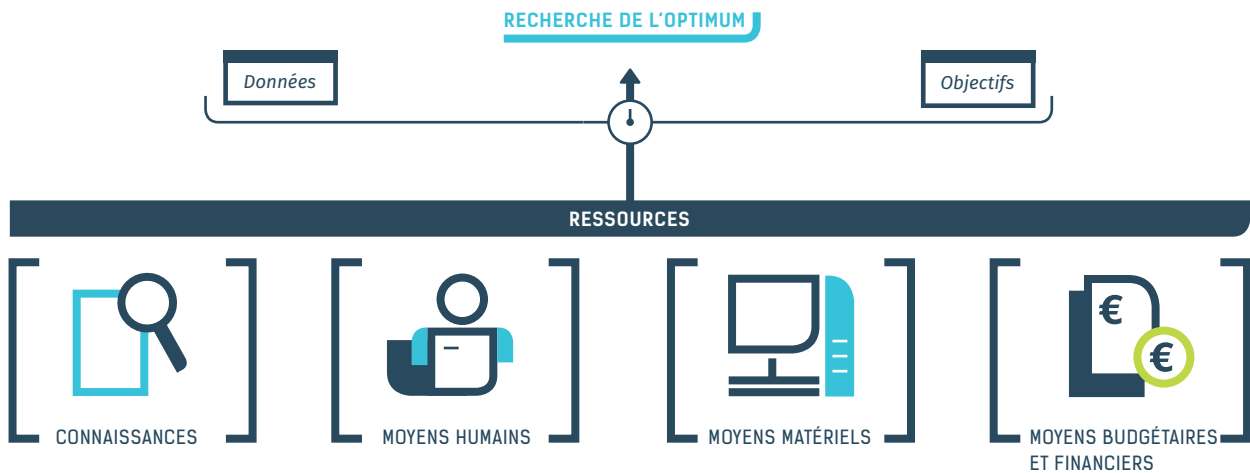 RECHERCHE DE L'OPTIMUM
Données
Objectifs
RESSOURCES
€
€
CONNAISSANCES
MOYENS HUMAINS
MOYENS MATÉRIELS
MOYENS BUDGÉTAIRES
ET FINANCIERS